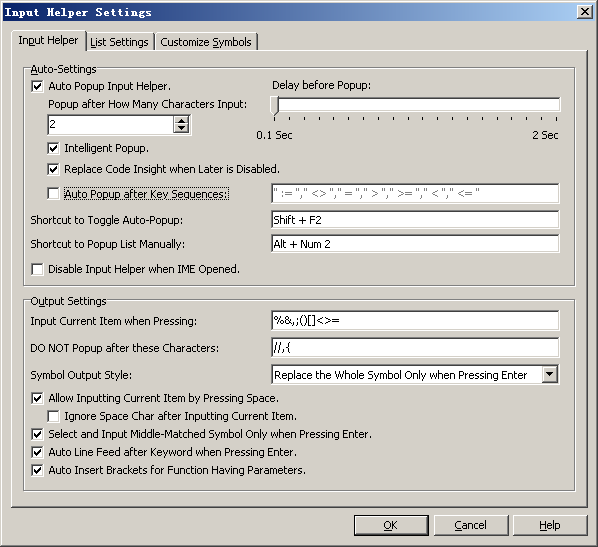 Input Helper Settings
Input Helper
List Settings
Customize Symbols
Auto-Settings
Auto Popup Input Helper.
Delay before Popup:
Popup after How Many Characters Input:
2
0.1 Sec
2 Sec
Intelligent Popup.
Replace Code Insight when Later is Disabled.
Auto Popup after Key Sequences:
" := "," <> "," = "," > "," >= "," < "," <= "
Shortcut to Toggle Auto-Popup:
Shift + F2
Shortcut to Popup List Manually:
Alt + Num 2
Disable Input Helper when IME Opened.
Output Settings
Input Current Item when Pressing:
%&,;()[]<>=
DO NOT Popup after these Characters:
//,{
Symbol Output Style:
Replace the Whole Symbol Only when Pressing Enter
Allow Inputting Current Item by Pressing Space.
Ignore Space Char after Inputting Current Item.
Select and Input Middle-Matched Symbol Only when Pressing Enter.
Auto Line Feed after Keyword when Pressing Enter.
Auto Insert Brackets for Function Having Parameters.
OK
Cancel
Help